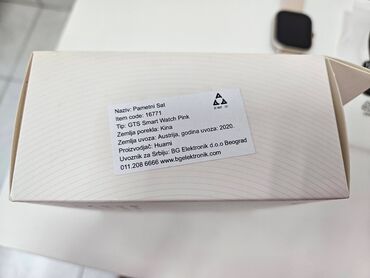 Naziv: Pametni Sat
Item code: 16771
Tip: GTS Smart Watch Pink
Zemlja porekla: Kina
Zemlja uvoza: Austrija, godina uvoza: 2020.
Proizvodjač: Huami
Uvoznik za Srbiju: BG Elektronik d.o.o Beograd
011.208 6666 www.bgelektronik.com